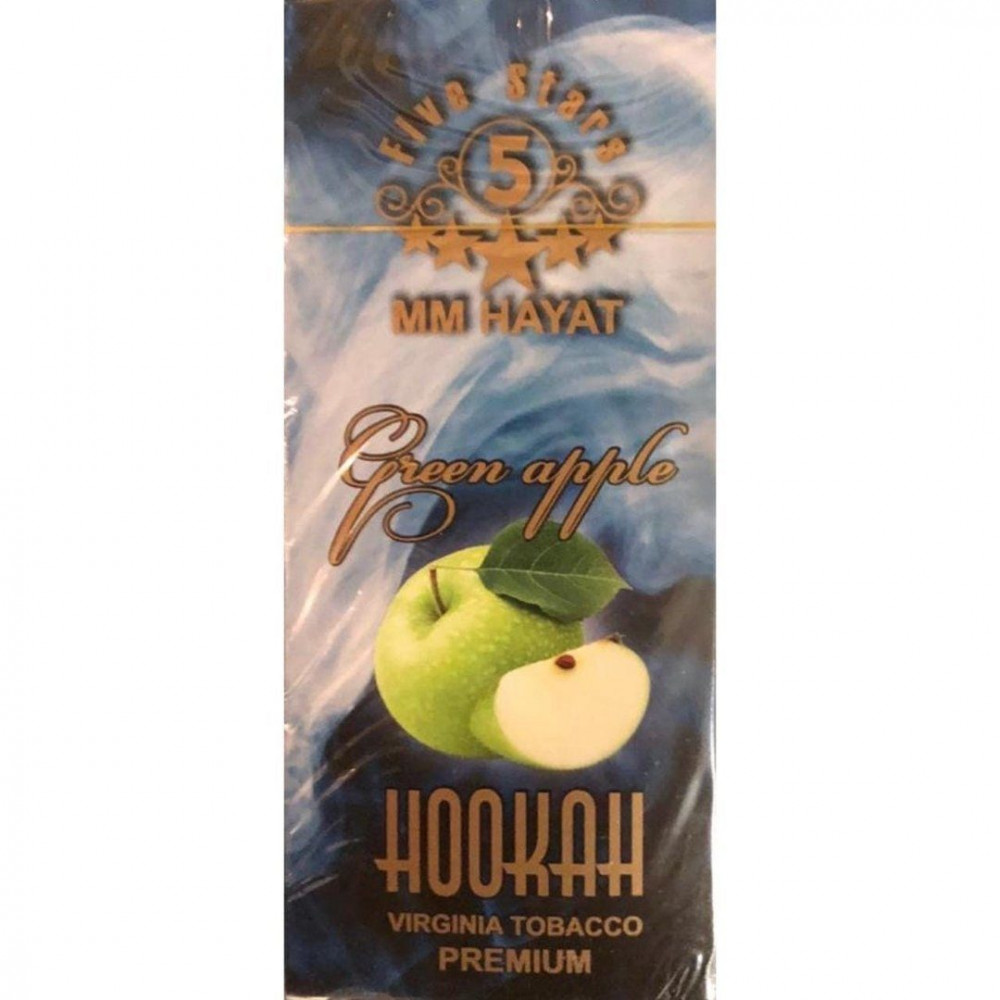 Five Stars
5
MM HAYAT
Green apple
HOOKAH
VIRGINIA TOBACCO
PREMIUM